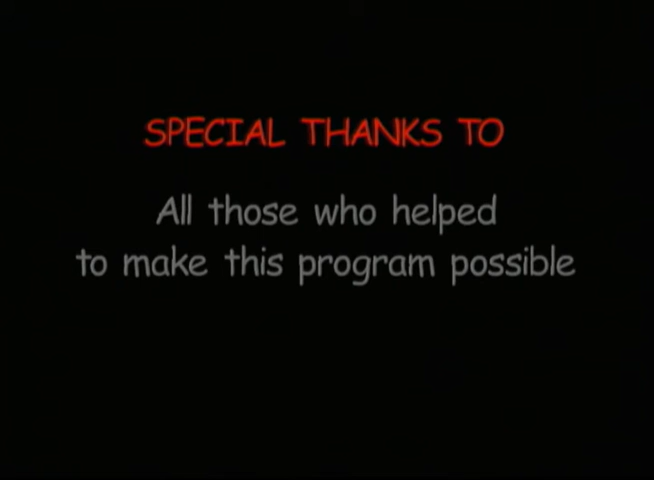 SPECIAL THANKS TO
All those who helped
to make this program possible